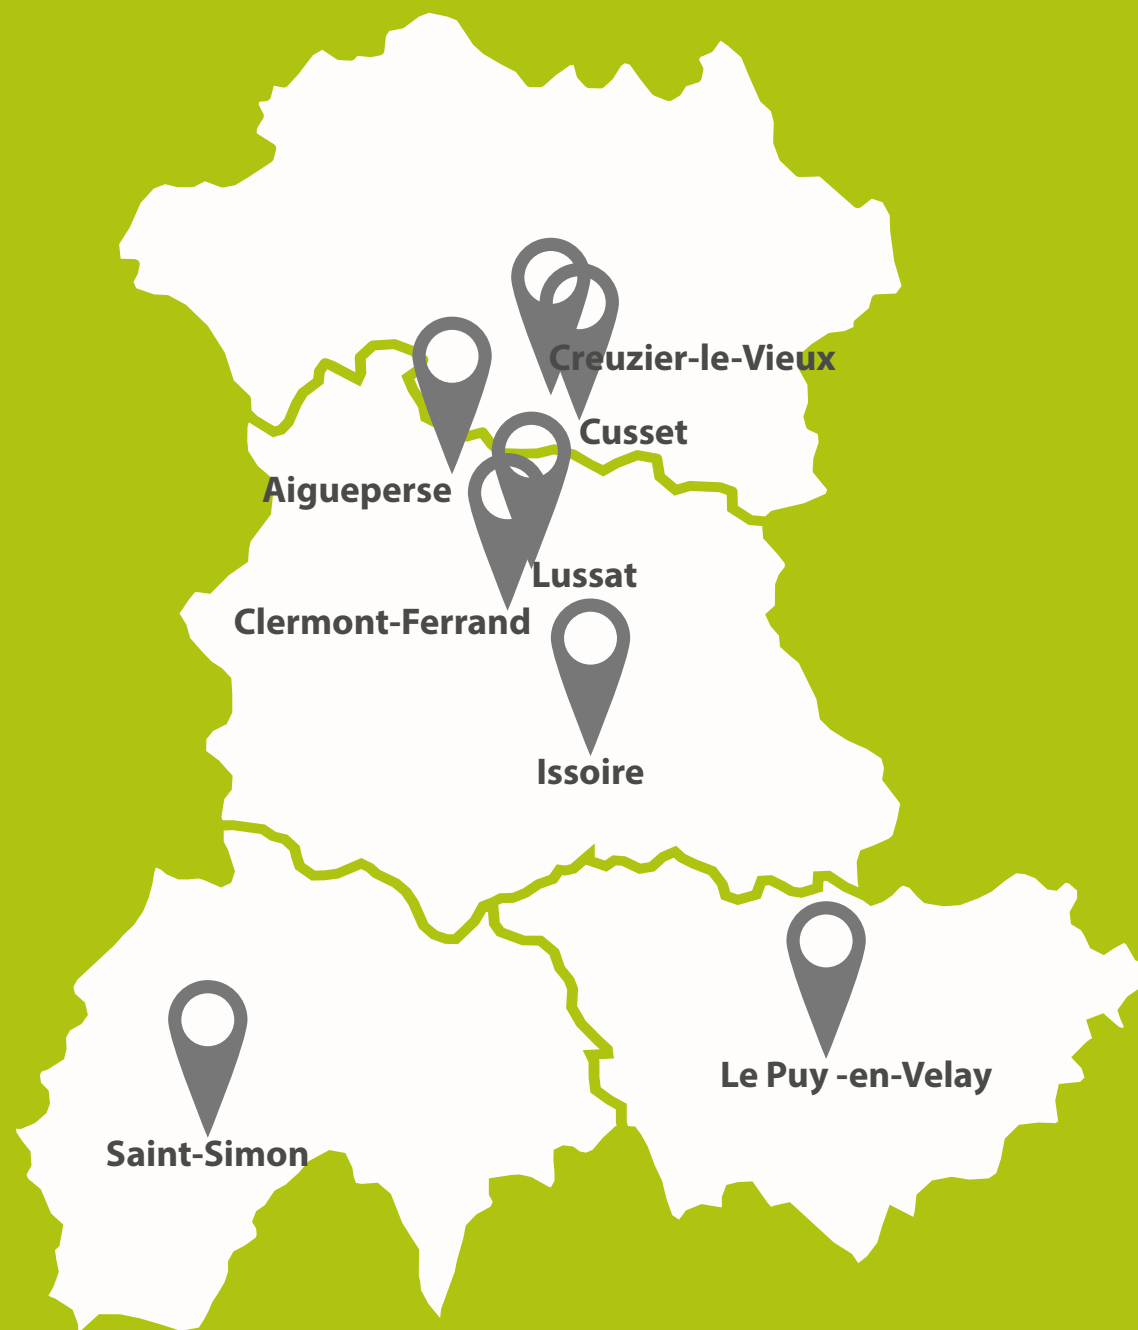 Creuzier-le-Vieux
Cusset
Aigueperse
Lussat
Clermont-Ferrand
Issoire
Le Puy -en-Velay
Saint-Simon